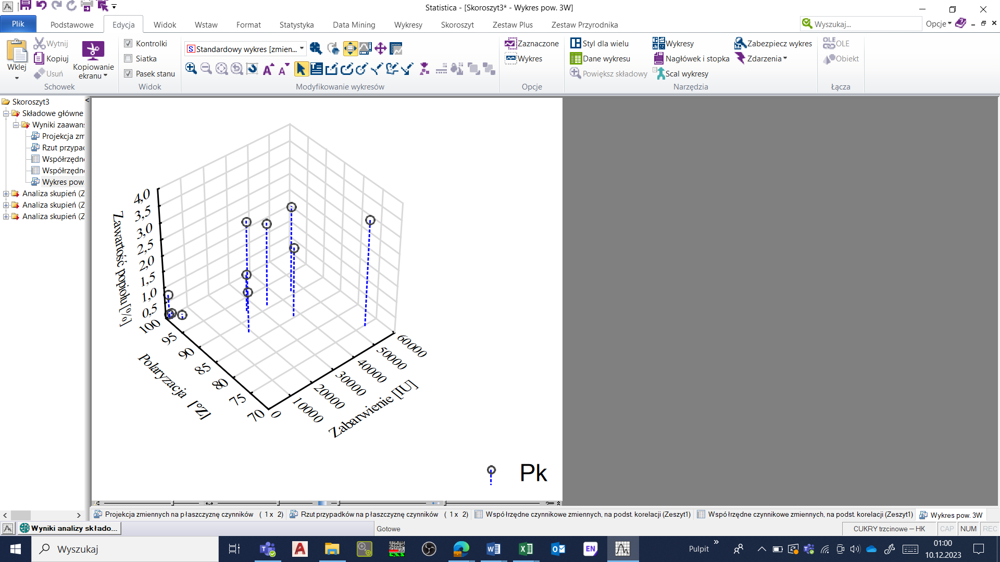 Statistica - [Skoroszyt3* - Wykres pow. 3W]
Plik
Podstawowe
Edycja
Widok
Wstaw
Format
Statystyka
Data Mining
Wykresy
Skoroszyt
Zestaw Plus
Zestaw Przyrodnika
Wyszukaj...
Opcje
Wklej
Wytnij
Kopiuj
Usuń
Kopiowanie
ekranu
Schowek
Kontrolki
Siatka
Pasek stanu
Widok
Standardowy wykres [zmien...
Modyfikowanie wykresów
Zaznaczone
Wykres
Opcje
Styl dla wielu
Dane wykresu
Powiększ składowy
Wykresy
Nagłówek i stopka
Scal wykresy
Zabezpiecz wykres
Zdarzenia
Narzędzia
OLE
Obiekt
Łącza
Skoroszyt3
Składowe główne
Wyniki zaawans
Projekcja zm
Rzut przypad
Współrzędne
Współrzędne
Wykres pow.
Analiza skupień (Z
Analiza skupień (Z
Analiza skupień (Z
4,0
3,5
3,0
2,5
2,0
1,5
1,0
0,5
Zawartość popiołu [%]
100
95
90
85
80
75
70
Polaryzacja [°Z]
0
10000
20000
30000
40000
50000
60000
Zabarwienie [IU]
Pk
Projekcja zmiennych na płaszczyznę czynników ( 1 x 2)
Rzut przypadków na płaszczyznę czynników ( 1 x 2)
Współrzędne czynnikowe zmiennych, na podst. korelacji (Zeszyt1)
Współrzędne czynnikowe zmiennych, na podst. korelacji (Zeszyt1)
Wykres pow. 3W
Wyniki analizy składo...
Gotowe
CUKRY trzcinowe — HK
CAP
NUM
REC
Wyszukaj
EN
Pulpit
01:00
10.12.2023